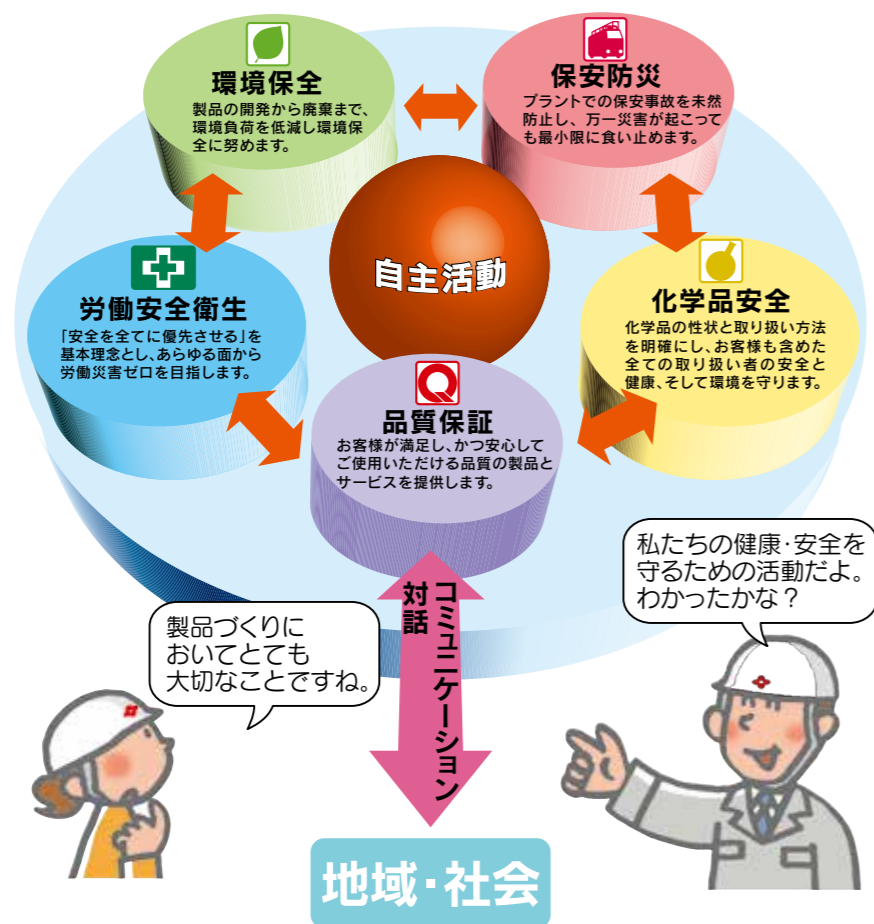 環境保全
製品の開発から廃棄まで、
環境負荷を低減し環境保
全に努めます。
保安防災
プラントでの保安事故を未然
防止し、万一災害が起こって
も最小限に食い止めます。
自主活動
労働安全衛生
「安全を全てに優先させる」を
基本理念とし、あらゆる面から
労働災害ゼロを目指します。
化学品安全
化学品の性状と取り扱い方法
を明確にし、お客様も含めた
全ての取り扱い者の安全と
健康、そして環境を守ります。
品質保証
お客様が満足し、かつ安心して
ご使用いただける品質の製品と
サービスを提供します。
コミュニケーション
対話
私たちの健康・安全を
守るための活動だよ。
わかったかな？
製品づくりに
おいてとても
大切なことですね。
地域・社会